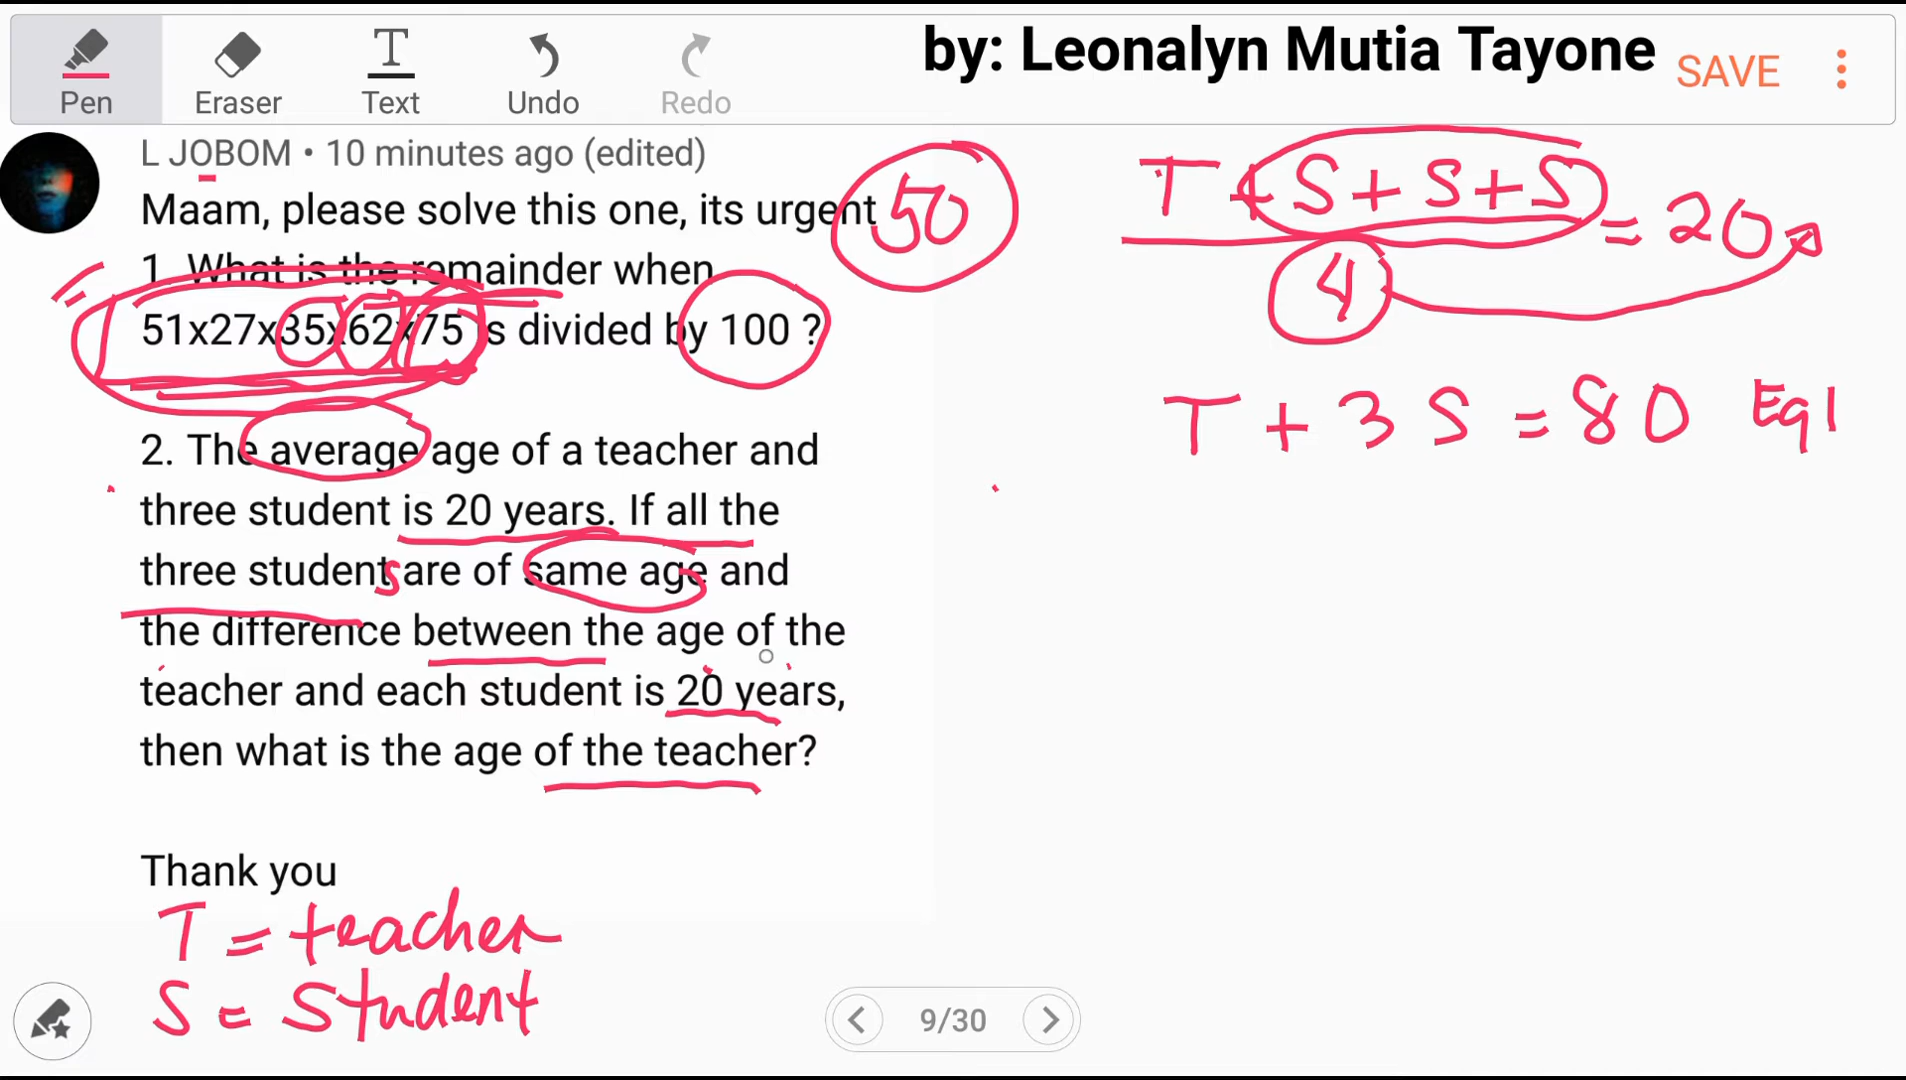 Pen
Eraser
Text
Undo
Redo
by: Leonalyn Mutia Tayone
SAVE
L JOBOM • 10 minutes ago (edited)
Maam, please solve this one, its urgent
1. What is the remainder when
51x27x35x62x75 is divided by 100 ?
50
2. The average age of a teacher and
three student is 20 years. If all the
three students are of same age and
the difference between the age of the
teacher and each student is 20 years,
then what is the age of the teacher?
Thank you
T = teacher
S = Student
T + S + S + S = 20
4
T + 3 S = 80 Eq1
9/30